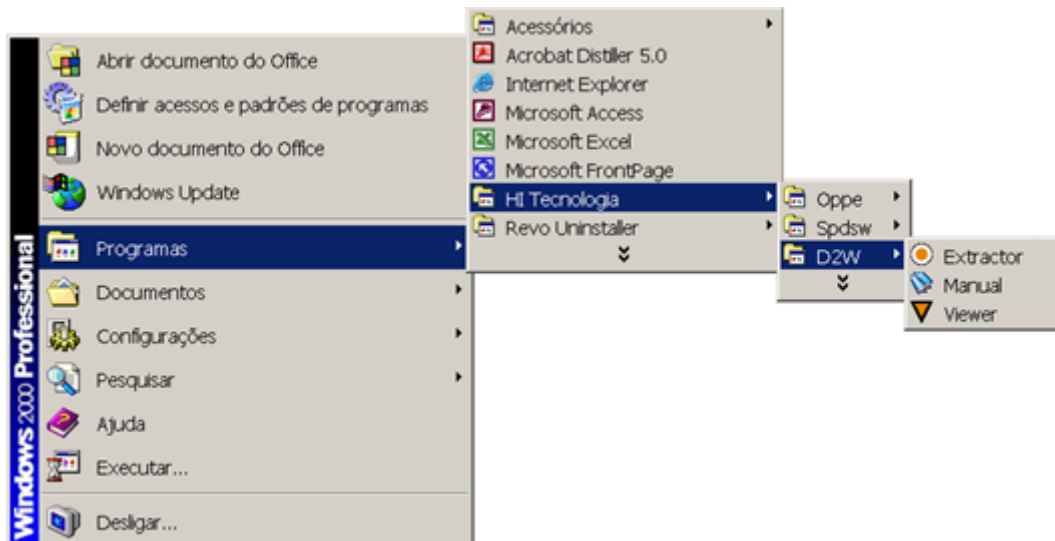 Windows 2000 Professional
Abrir documento do Office
Definir acessos e padrões de programas
Novo documento do Office
Windows Update
Programas
Documentos
Configurações
Pesquisar
Ajuda
Executar...
Desligar...
Acessórios
Acrobat Distiller 5.0
Internet Explorer
Microsoft Access
Microsoft Excel
Microsoft FrontPage
HI Tecnologia
Revo Uninstaller
Oppe
Spdsw
D2W
Extractor
Manual
Viewer